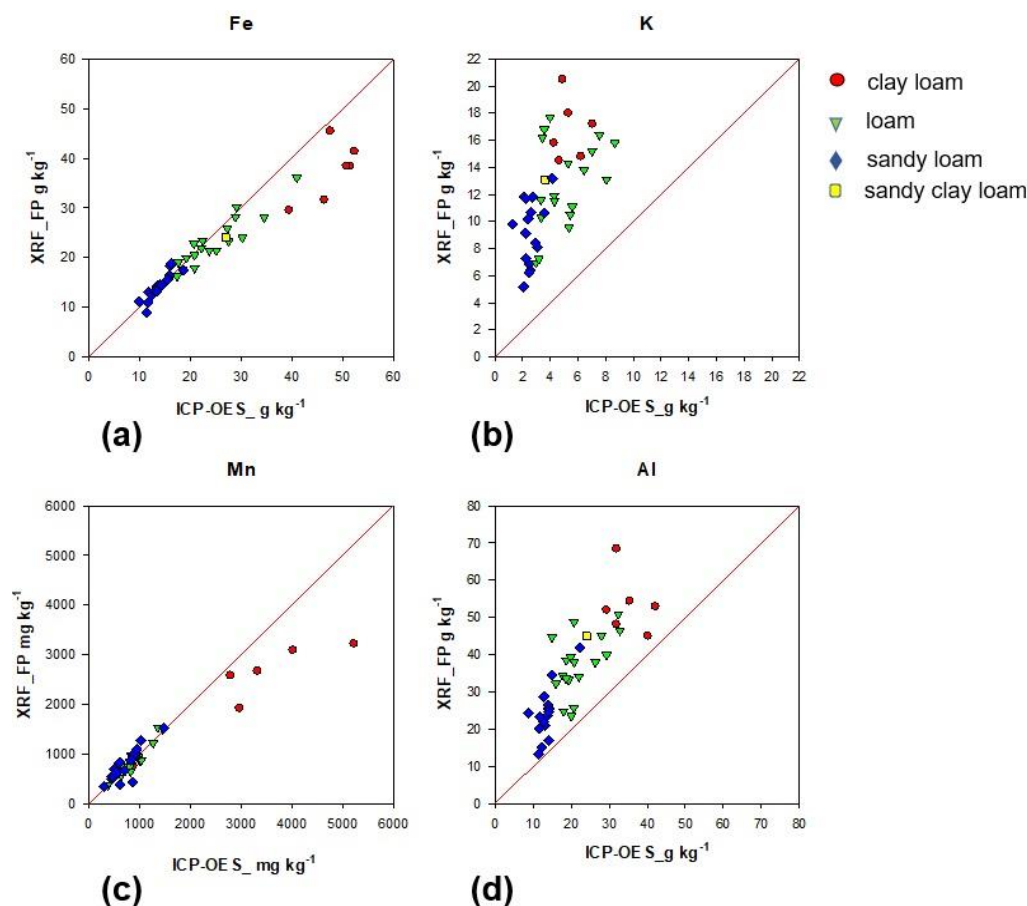 Fe
60
50
40
30
20
10
0
XRF_FP g kg-1
0 10 20 30 40 50 60
ICP-OES_ g kg-1
(a)
K
22
20
18
16
14
12
10
8
6
4
2
0
XRF_FP g kg-1
0 2 4 6 8 10 12 14 16 18 20 22
ICP-OES_g kg-1
(b)
clay loam
loam
sandy loam
sandy clay loam
Mn
6000
5000
4000
3000
2000
1000
0
XRF_FP mg kg-1
0 1000 2000 3000 4000 5000 6000
ICP-OES_ mg kg-1
(c)
Al
80
70
60
50
40
30
20
10
0
XRF_FP g kg-1
0 10 20 30 40 50 60 70 80
ICP-OES_g kg-1
(d)